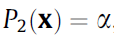 P₂(𝐱) = α,